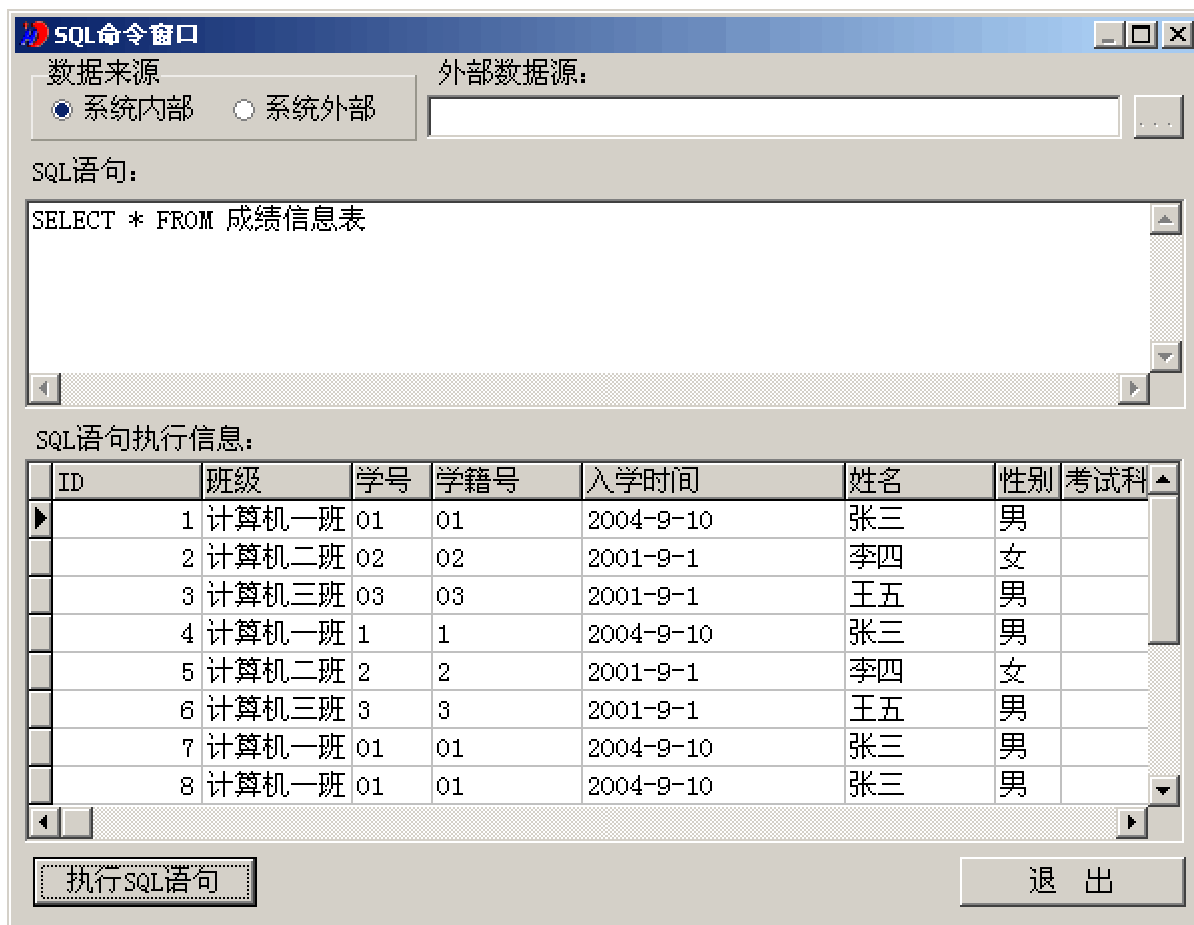 SQL命令窗口
数据来源 外部数据源：
系统内部 系统外部 ...
SQL语句：
SELECT * FROM 成绩信息表
SQL语句执行信息：
ID 班级 学号 学籍号 入学时间 姓名 性别 考试科
1 计算机一班 01 01 2004-9-10 张三 男
2 计算机二班 02 02 2001-9-1 李四 女
3 计算机三班 03 03 2001-9-1 王五 男
4 计算机一班 1 1 2004-9-10 张三 男
5 计算机二班 2 2 2001-9-1 李四 女
6 计算机三班 3 3 2001-9-1 王五 男
7 计算机一班 01 01 2004-9-10 张三 男
8 计算机一班 01 01 2004-9-10 张三 男
执行SQL语句 退 出